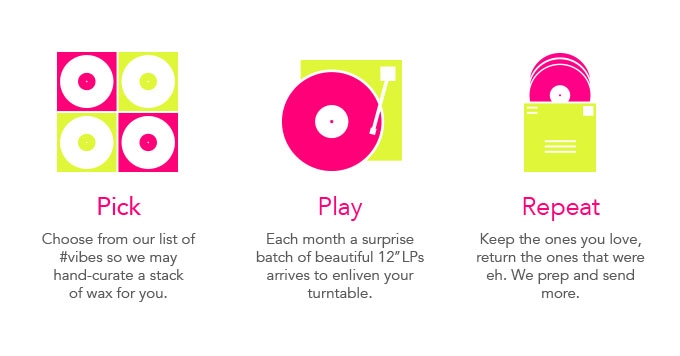 Pick
Choose from our list of
#vibes so we may
hand-curate a stack
of wax for you.
Play
Each month a surprise
batch of beautiful 12”LPs
arrives to enliven your
turntable.
Repeat
Keep the ones you love,
return the ones that were
eh. We prep and send
more.